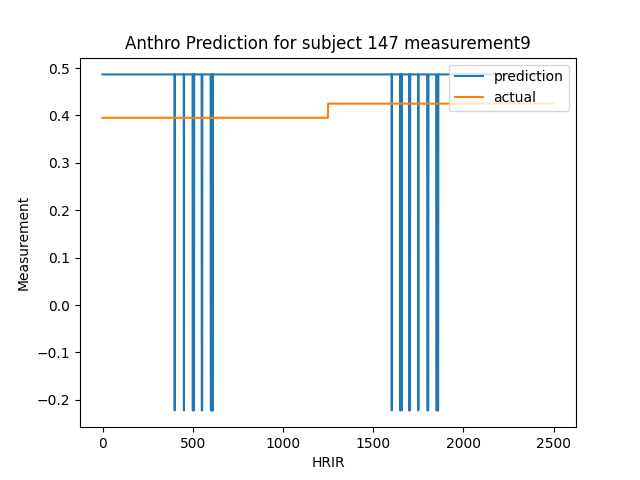 Anthro Prediction for subject 147 measurement9
prediction
actual
0.5
0.4
0.3
0.2
0.1
0.0
−0.1
−0.2
Measurement
0
500
1000
1500
2000
2500
HRIR